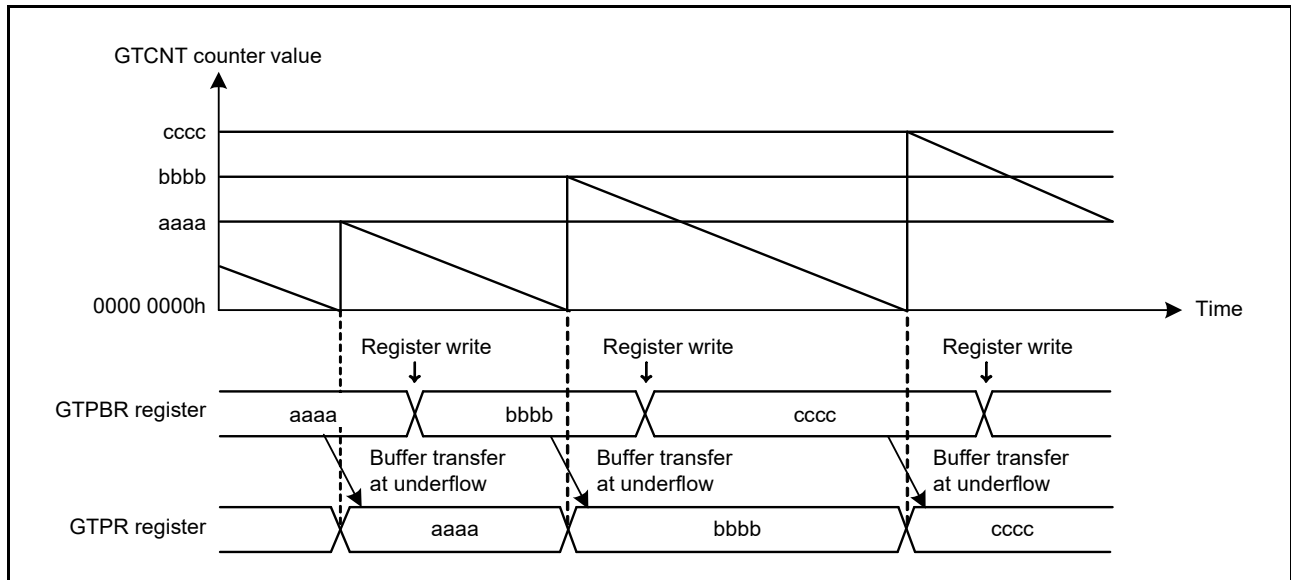 GTCNT counter value
cccc
bbbb
aaaa
0000 0000h
Time
Register write
Register write
Register write
GTPBR register
aaaa
bbbb
cccc
Buffer transfer
at underflow
Buffer transfer
at underflow
Buffer transfer
at underflow
GTPR register
aaaa
bbbb
cccc